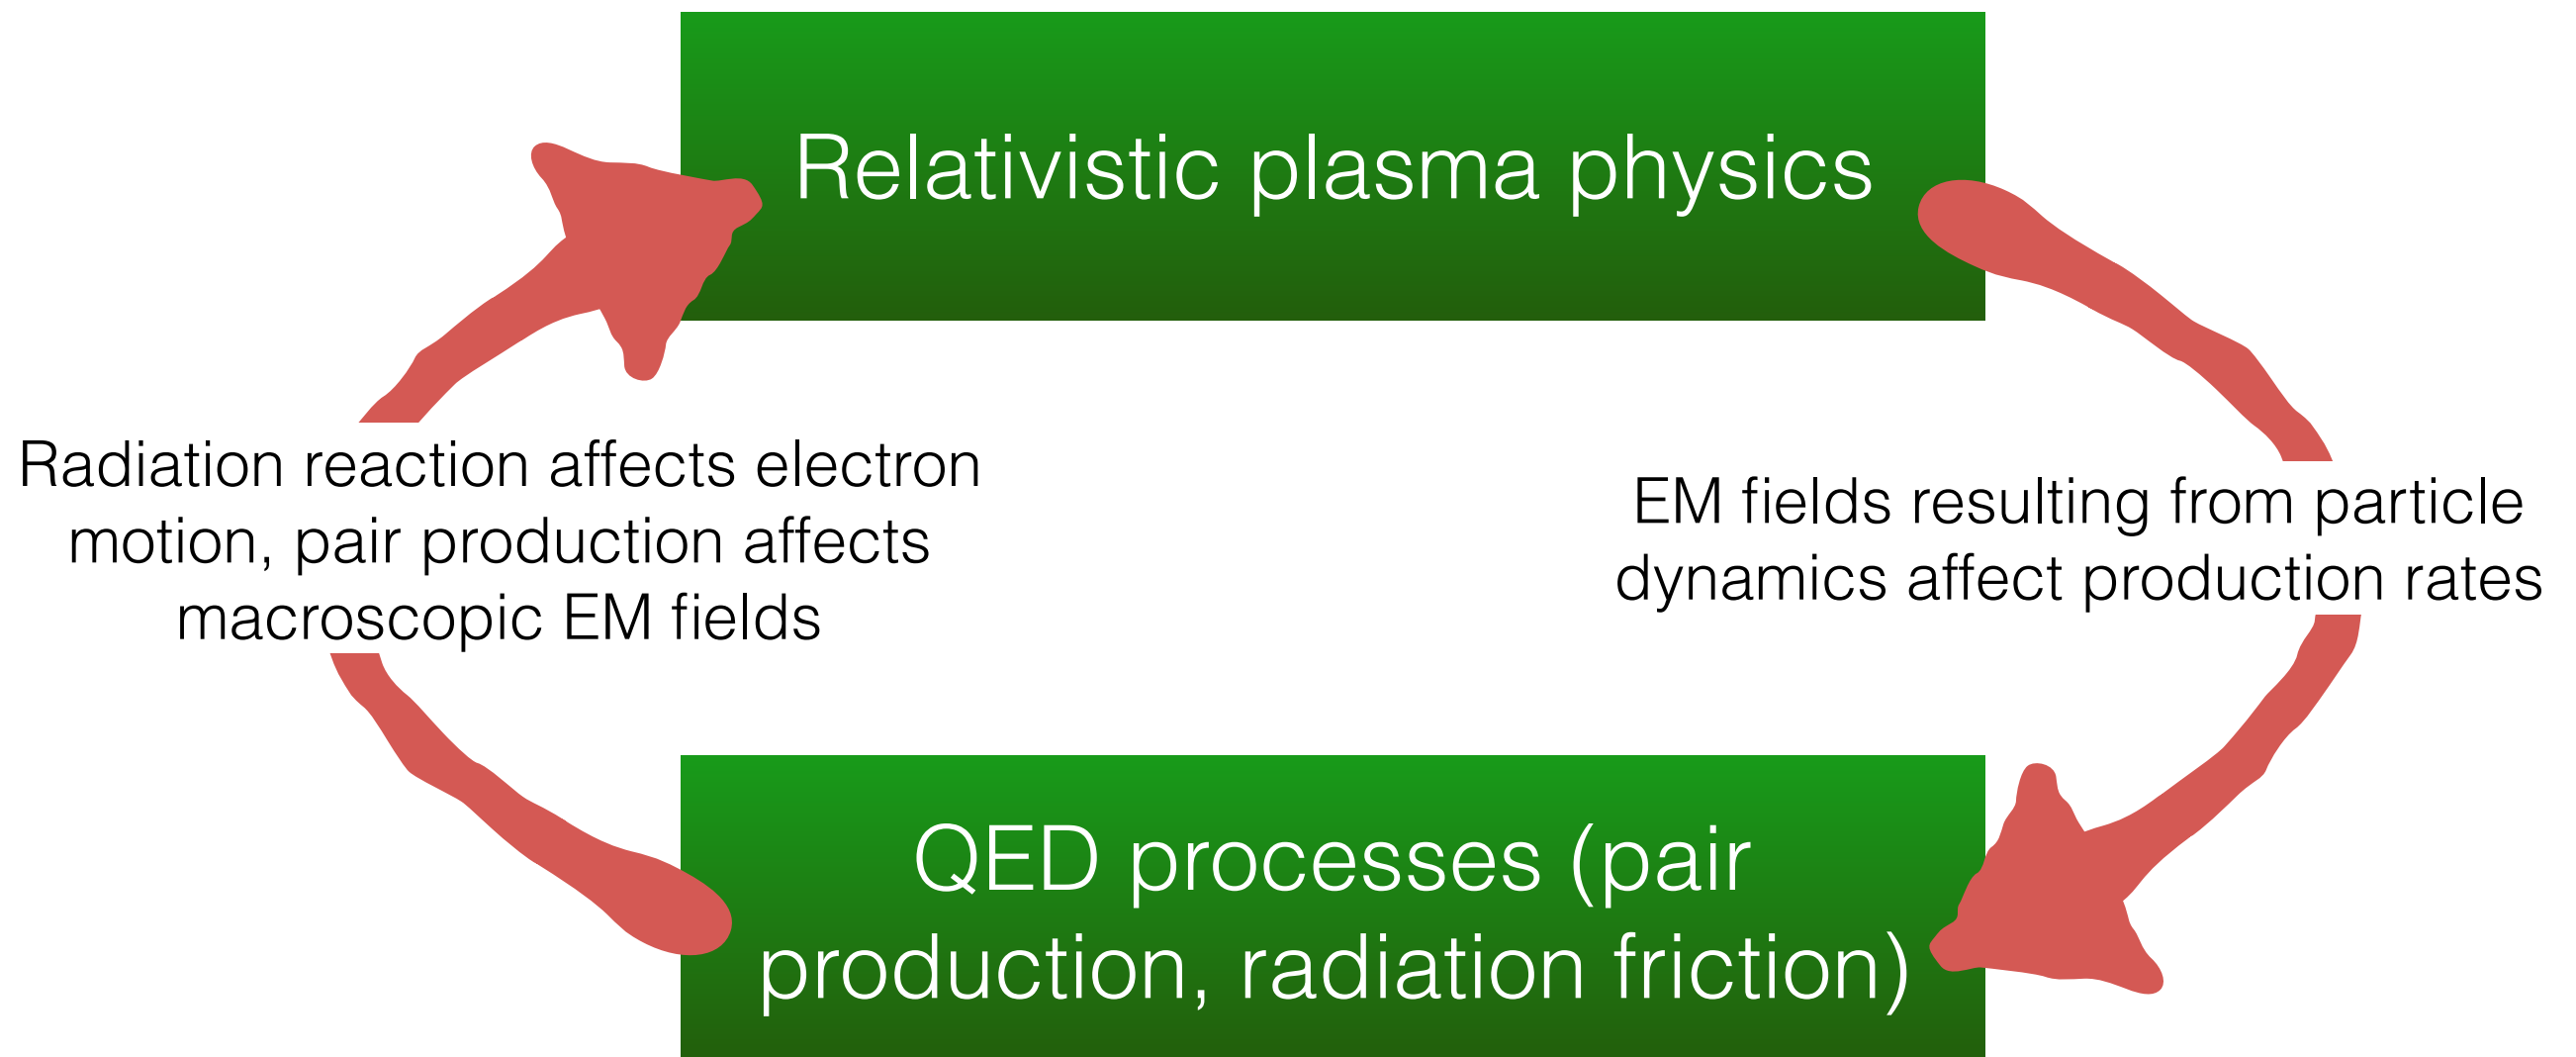 Relativistic plasma physics
Radiation reaction affects electron
motion, pair production affects
macroscopic EM fields
EM fields resulting from particle
dynamics affect production rates
QED processes (pair
production, radiation friction)